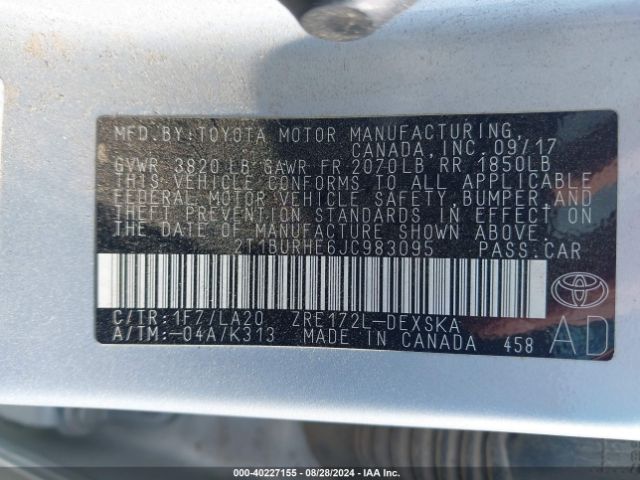 MFD.BY:TOYOTA MOTOR MANUFACTURING,
CANADA, INC. 09/17
GVWR 3820 LB GAWR FR 2070LB RR 1850LB
THIS VEHICLE CONFORMS TO ALL APPLICABLE
FEDERAL MOTOR VEHICLE SAFETY, BUMPER, AND
THEFT PREVENTION STANDARDS IN EFFECT ON
THE DATE OF MANUFACTURE SHOWN ABOVE.
2T1BURHE6JC983095 PASS.CAR
C/TR:1F7/LA20 ZRE172L-DEXSKA
A/TM:-04A/K313 MADE IN CANADA 458
AD
000-40227155 | 08/28/2024 | IAA Inc.